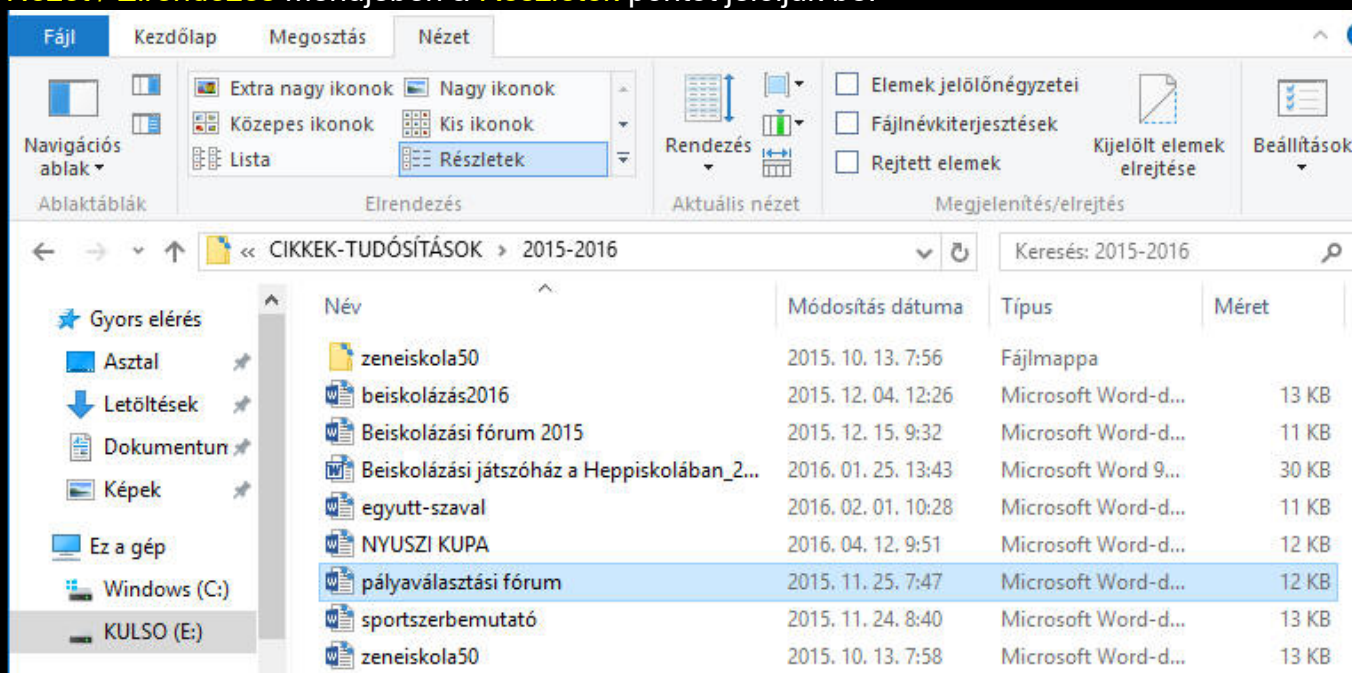 Nézet / Elrendezés menüjében a Részletek pontot jelöljük be.
Fájl Kezdőlap Megosztás Nézet
Extra nagy ikonok Nagy ikonok
Közepes ikonok Kis ikonok
Lista Részletek
Navigációs ablak
Rendezés
Elemek jelölőnégyzetei
Fájlnévkiterjesztések
Rejtett elemek
Kijelölt elemek elrejtése
Beállítások
Ablaktáblák Elrendezés Aktuális nézet Megjelenítés/elrejtés
« CIKKEK-TUDÓSÍTÁSOK › 2015-2016 Keresés: 2015-2016
Név Módosítás dátuma Típus Méret
Gyors elérés
Asztal
Letöltések
Dokumentum
Képek
Ez a gép
Windows (C:)
KULSO (E:)
zeneiskola50 2015. 10. 13. 7:56 Fájlmappa
beiskolázás2016 2015. 12. 04. 12:26 Microsoft Word-d... 13 KB
Beiskolázási fórum 2015 2015. 12. 15. 9:32 Microsoft Word-d... 11 KB
Beiskolázási játszóház a Heppiskolában_2... 2016. 01. 25. 13:43 Microsoft Word 9... 30 KB
egyutt-szaval 2016. 02. 01. 10:28 Microsoft Word-d... 11 KB
NYUSZI KUPA 2016. 04. 12. 9:51 Microsoft Word-d... 12 KB
pályaválasztási fórum 2015. 11. 25. 7:47 Microsoft Word-d... 12 KB
sportszerbemutató 2015. 11. 24. 8:40 Microsoft Word-d... 13 KB
zeneiskola50 2015. 10. 13. 7:58 Microsoft Word-d... 13 KB